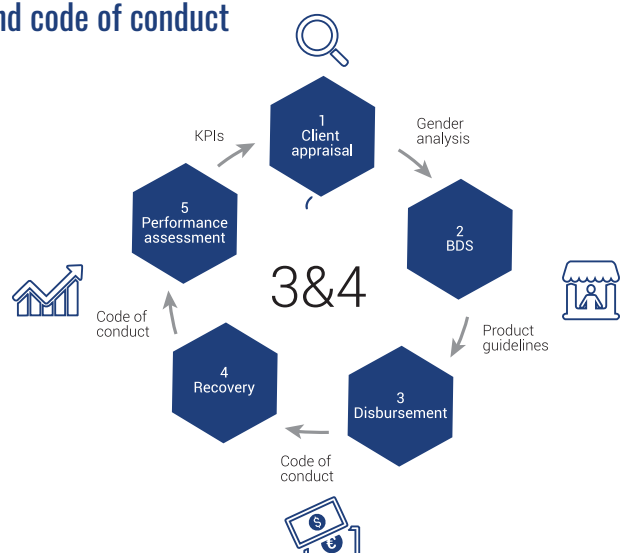 nd code of conduct
1
Client
appraisal
Gender
analysis
2
BDS
Product
guidelines
3
Disbursement
Code of
conduct
4
Recovery
Code of
conduct
5
Performance
assessment
KPIs
3&4
$
€